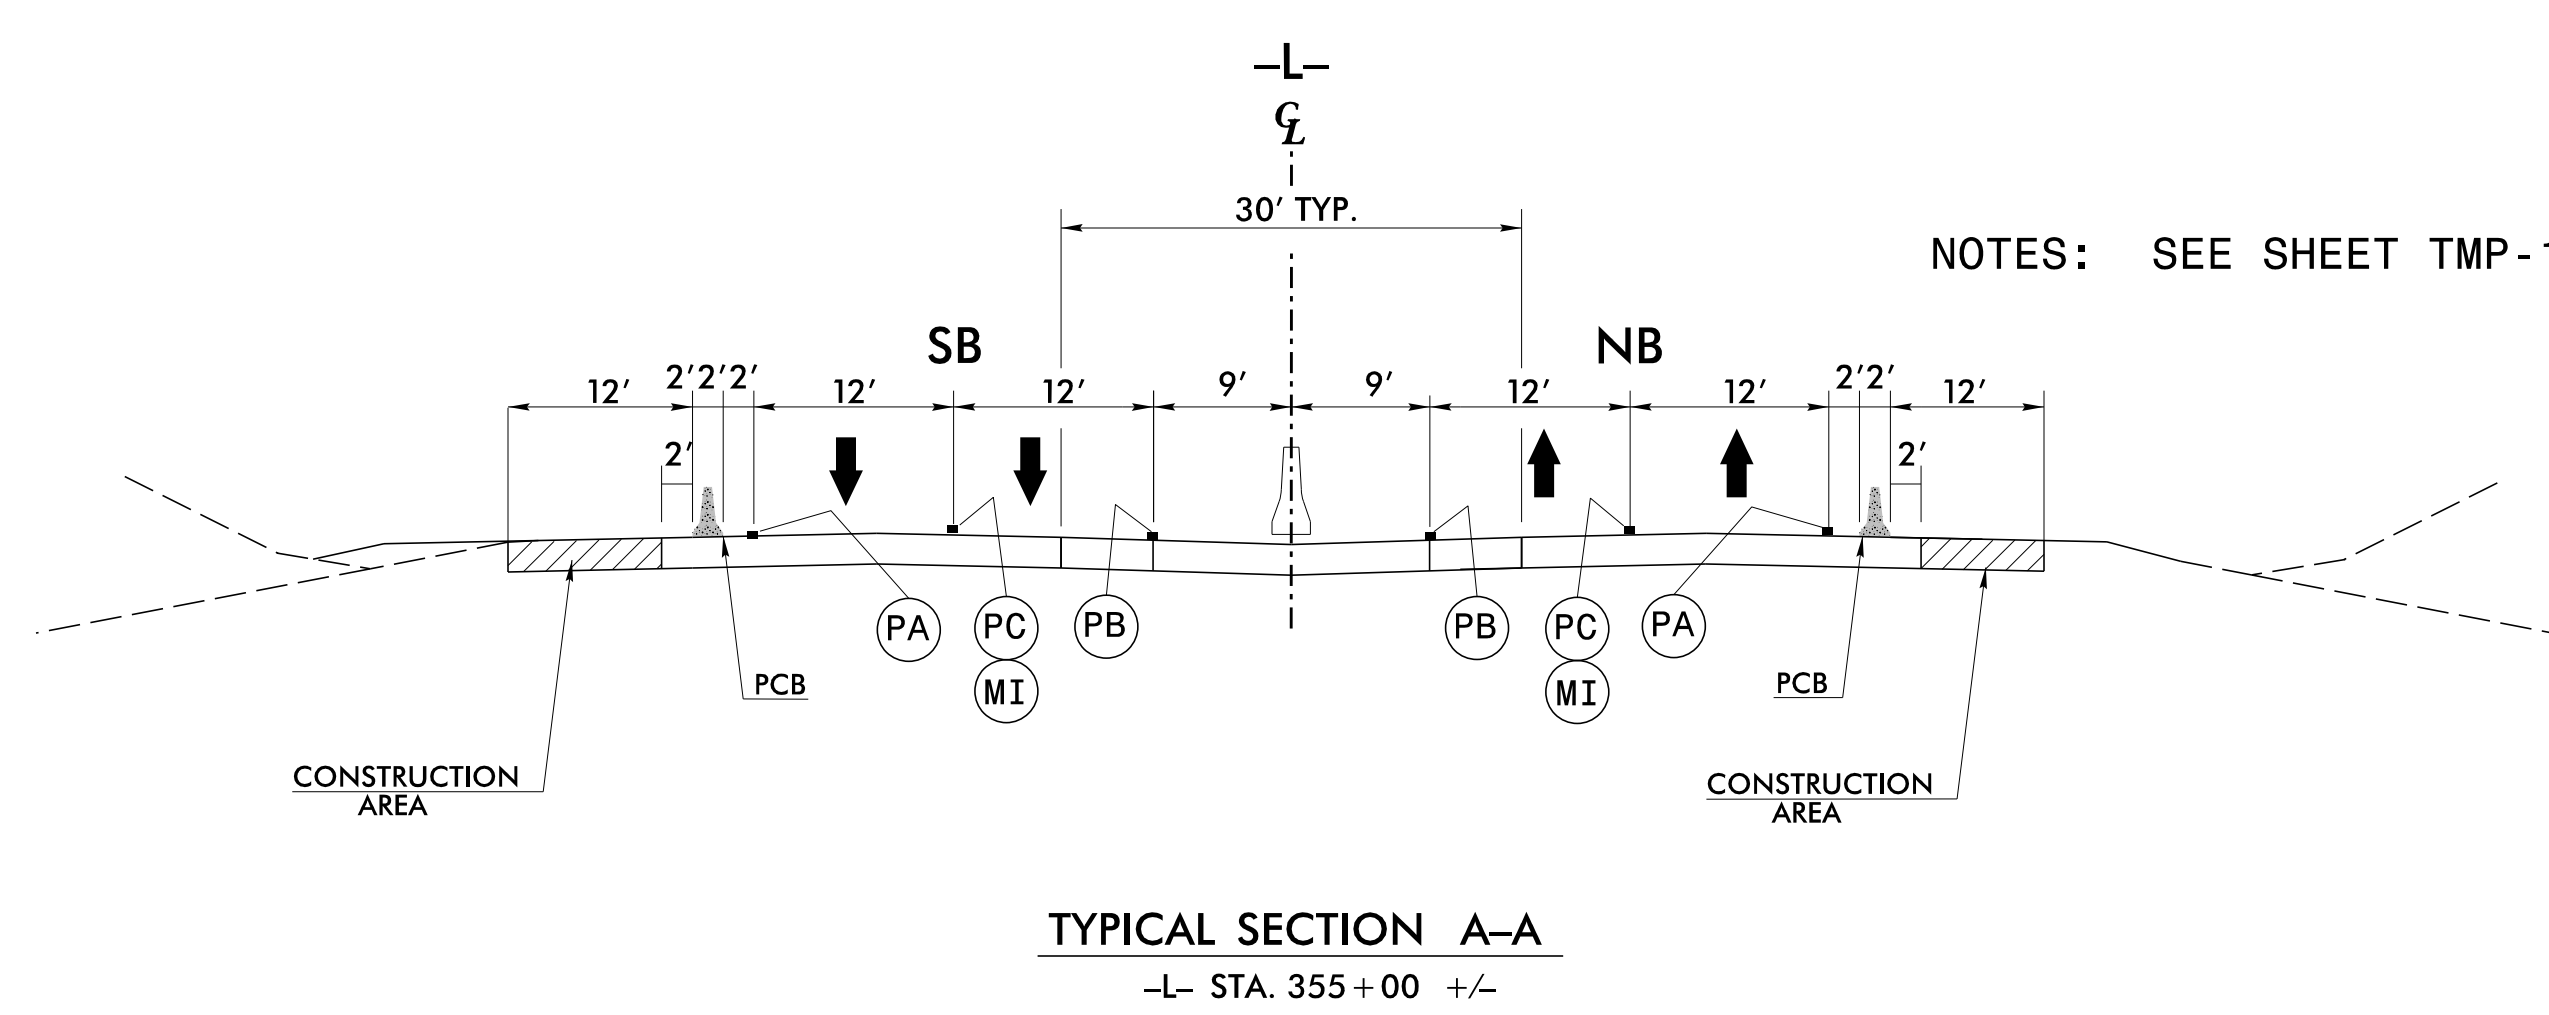 –L–
℄
30' TYP.
NOTES: SEE SHEET TMP-
SB
NB
12' 2' 2' 2' 12' 12' 9' 9' 12' 12' 2' 2' 12'
2' 2'
PA PC PB PB PC PA
MI MI
PCB PCB
CONSTRUCTION
AREA
CONSTRUCTION
AREA
TYPICAL SECTION A–A
–L– STA. 355+00 +/–